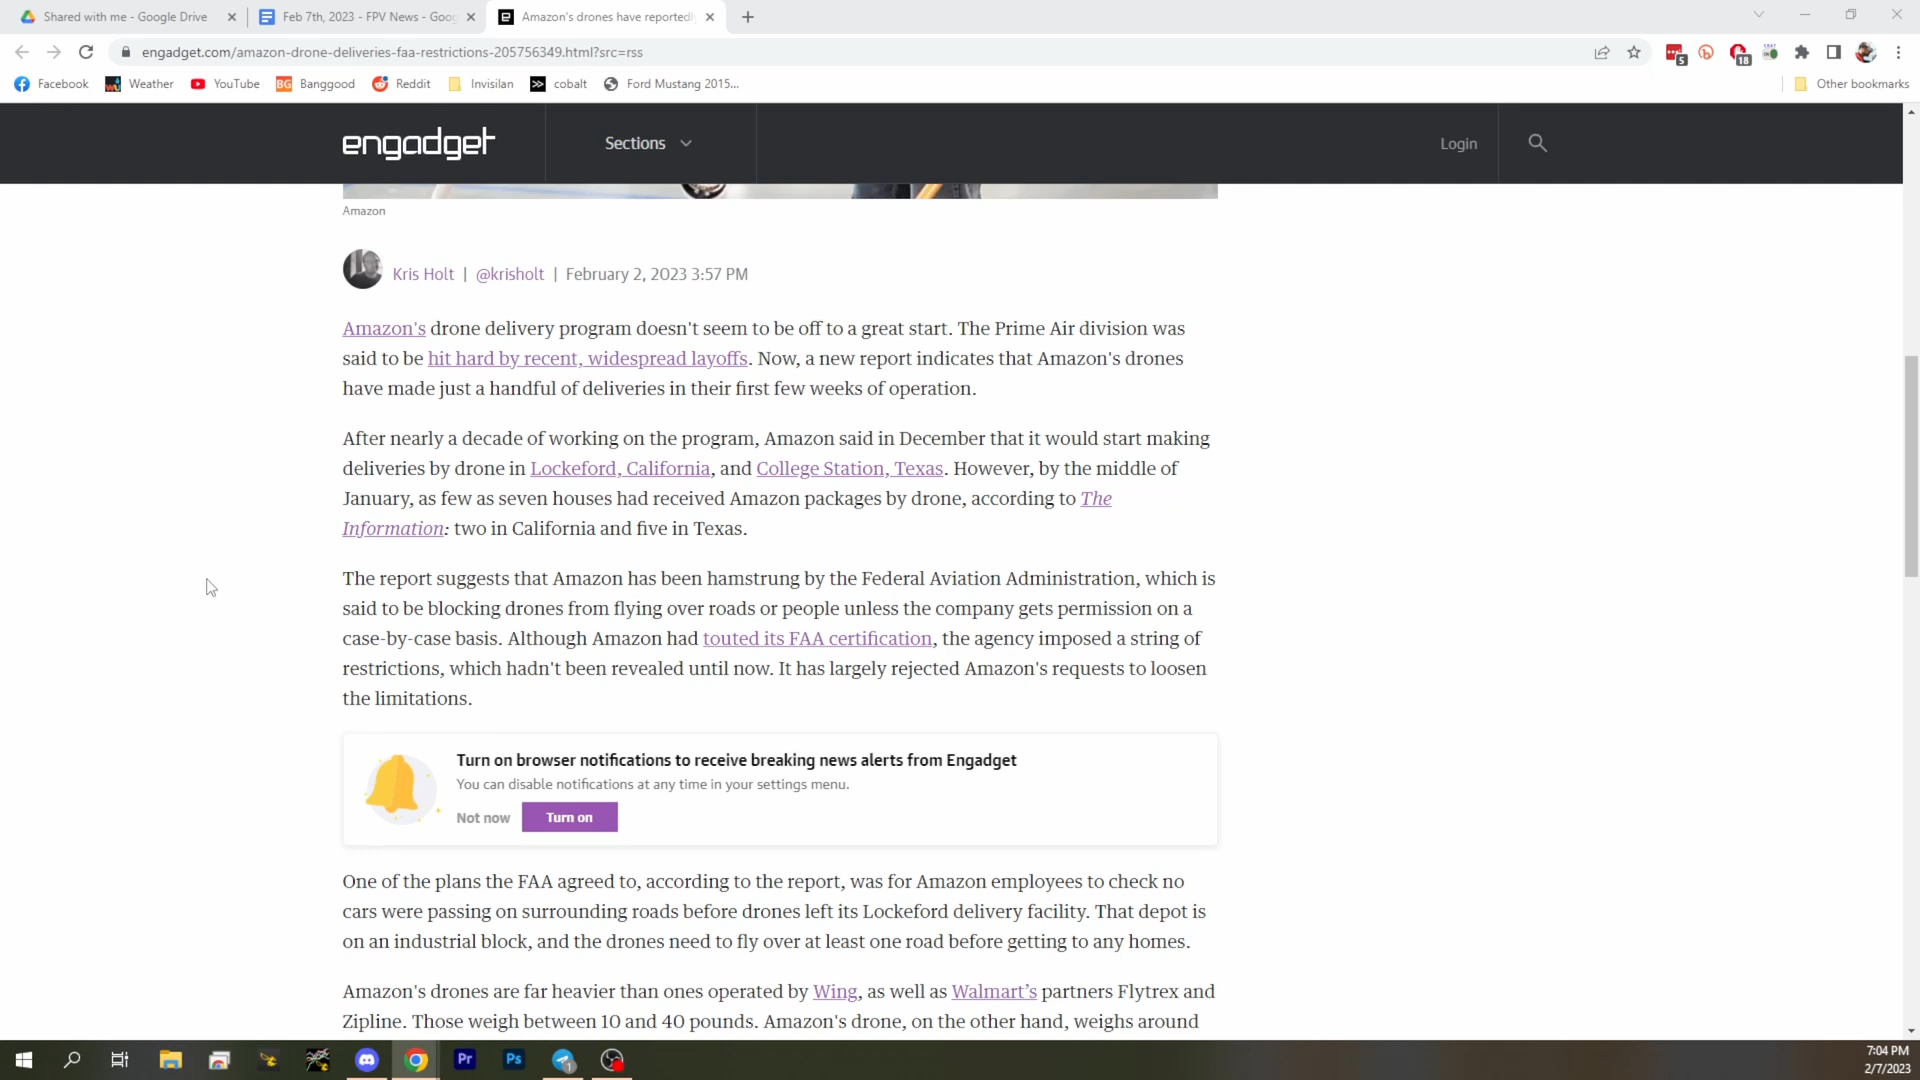 Shared with me - Google Drive
Feb 7th, 2023 - FPV News - Goog
Amazon's drones have reportedl
engadget.com/amazon-drone-deliveries-faa-restrictions-205756349.html?src=rss
5
18
Facebook
Weather
YouTube
BG
Banggood
Reddit
Invisilan
cobalt
Ford Mustang 2015...
Other bookmarks
engadget
Sections
Login
Amazon
Kris Holt | @krisholt | February 2, 2023 3:57 PM
Amazon's drone delivery program doesn't seem to be off to a great start. The Prime Air division was
said to be hit hard by recent, widespread layoffs. Now, a new report indicates that Amazon's drones
have made just a handful of deliveries in their first few weeks of operation.
After nearly a decade of working on the program, Amazon said in December that it would start making
deliveries by drone in Lockeford, California, and College Station, Texas. However, by the middle of
January, as few as seven houses had received Amazon packages by drone, according to The
Information: two in California and five in Texas.
The report suggests that Amazon has been hamstrung by the Federal Aviation Administration, which is
said to be blocking drones from flying over roads or people unless the company gets permission on a
case-by-case basis. Although Amazon had touted its FAA certification, the agency imposed a string of
restrictions, which hadn't been revealed until now. It has largely rejected Amazon's requests to loosen
the limitations.
Turn on browser notifications to receive breaking news alerts from Engadget
You can disable notifications at any time in your settings menu.
Not now
Turn on
One of the plans the FAA agreed to, according to the report, was for Amazon employees to check no
cars were passing on surrounding roads before drones left its Lockeford delivery facility. That depot is
on an industrial block, and the drones need to fly over at least one road before getting to any homes.
Amazon's drones are far heavier than ones operated by Wing, as well as Walmart’s partners Flytrex and
Zipline. Those weigh between 10 and 40 pounds. Amazon's drone, on the other hand, weighs around
Pr
Ps
1
7:04 PM
2/7/2023